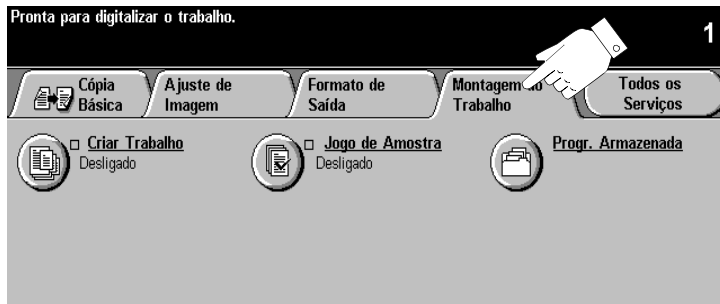 Pronta para digitalizar o trabalho.
1
Cópia
Básica
Ajuste de
Imagem
Formato de
Saída
Montagem do
Trabalho
Todos os
Serviços
Criar Trabalho
Desligado
Jogo de Amostra
Desligado
Progr. Armazenada